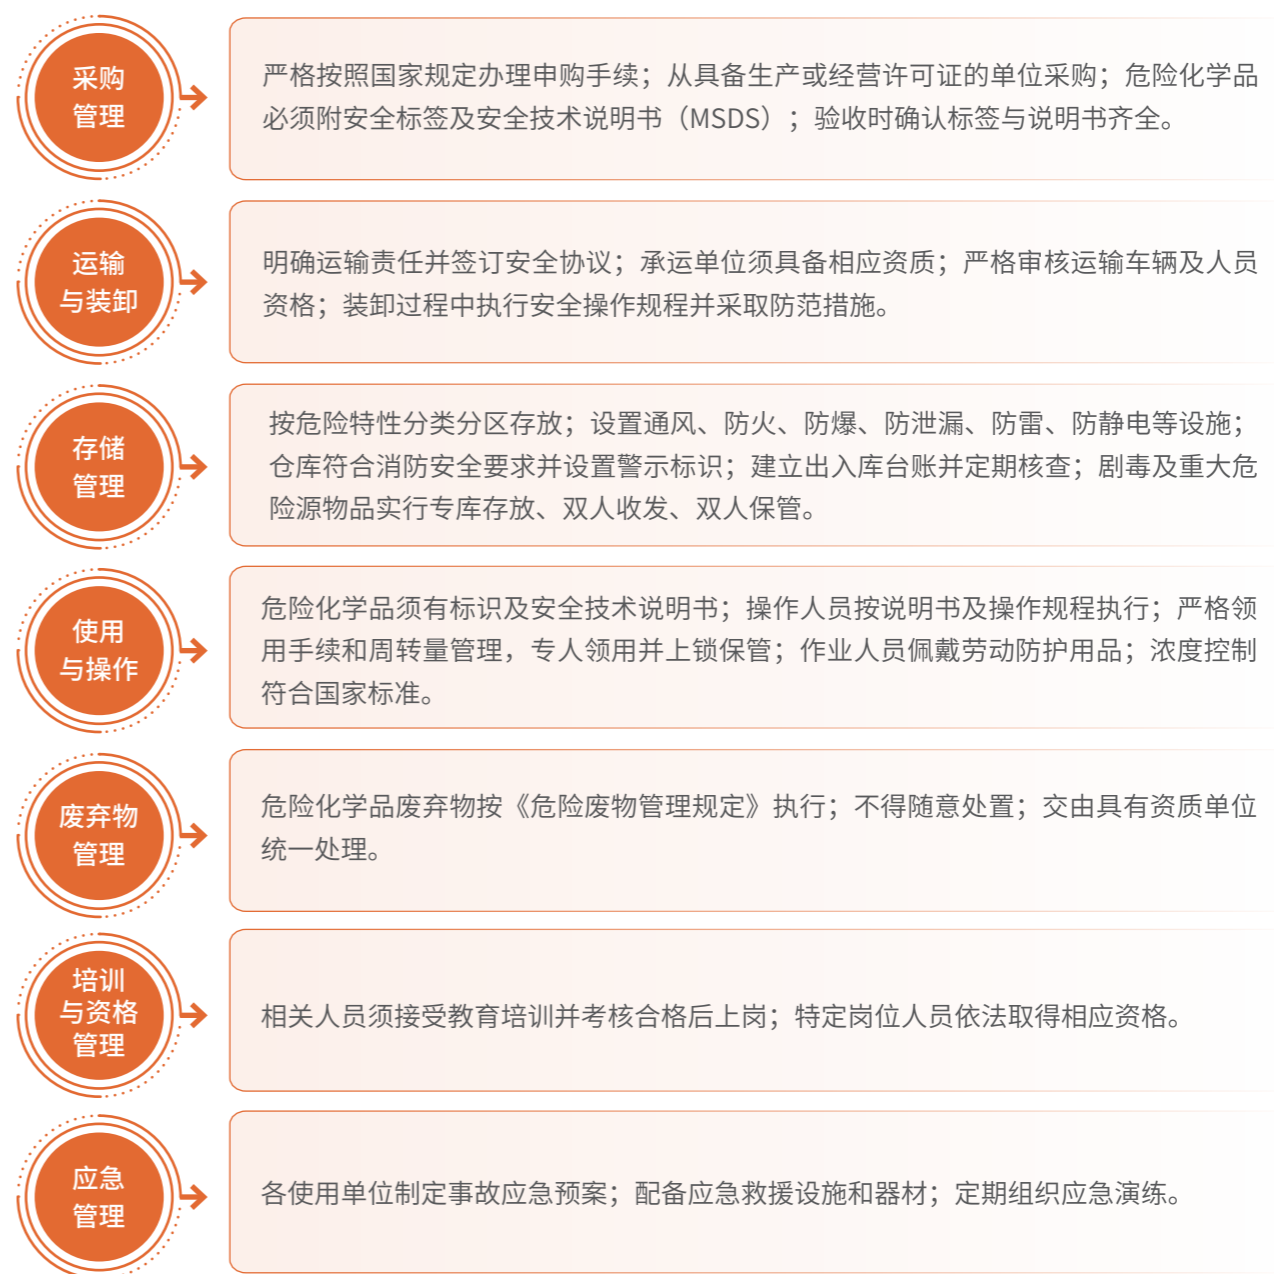 采购
管理
严格按照国家规定办理申购手续；从具备生产或经营许可证的单位采购；危险化学品
必须附安全标签及安全技术说明书（MSDS）；验收时确认标签与说明书齐全。
运输
与装卸
明确运输责任并签订安全协议；承运单位须具备相应资质；严格审核运输车辆及人员
资格；装卸过程中执行安全操作规程并采取防范措施。
存储
管理
按危险特性分类分区存放；设置通风、防火、防爆、防泄漏、防雷、防静电等设施；
仓库符合消防安全要求并设置警示标识；建立出入库台账并定期核查；剧毒及重大危
险源物品实行专库存放、双人收发、双人保管。
使用
与操作
危险化学品须有标识及安全技术说明书；操作人员按说明书及操作规程执行；严格领
用手续和周转量管理，专人领用并上锁保管；作业人员佩戴劳动防护用品；浓度控制
符合国家标准。
废弃物
管理
危险化学品废弃物按《危险废物管理规定》执行；不得随意处置；交由具有资质单位
统一处理。
培训
与资格
管理
相关人员须接受教育培训并考核合格后上岗；特定岗位人员依法取得相应资格。
应急
管理
各使用单位制定事故应急预案；配备应急救援设施和器材；定期组织应急演练。